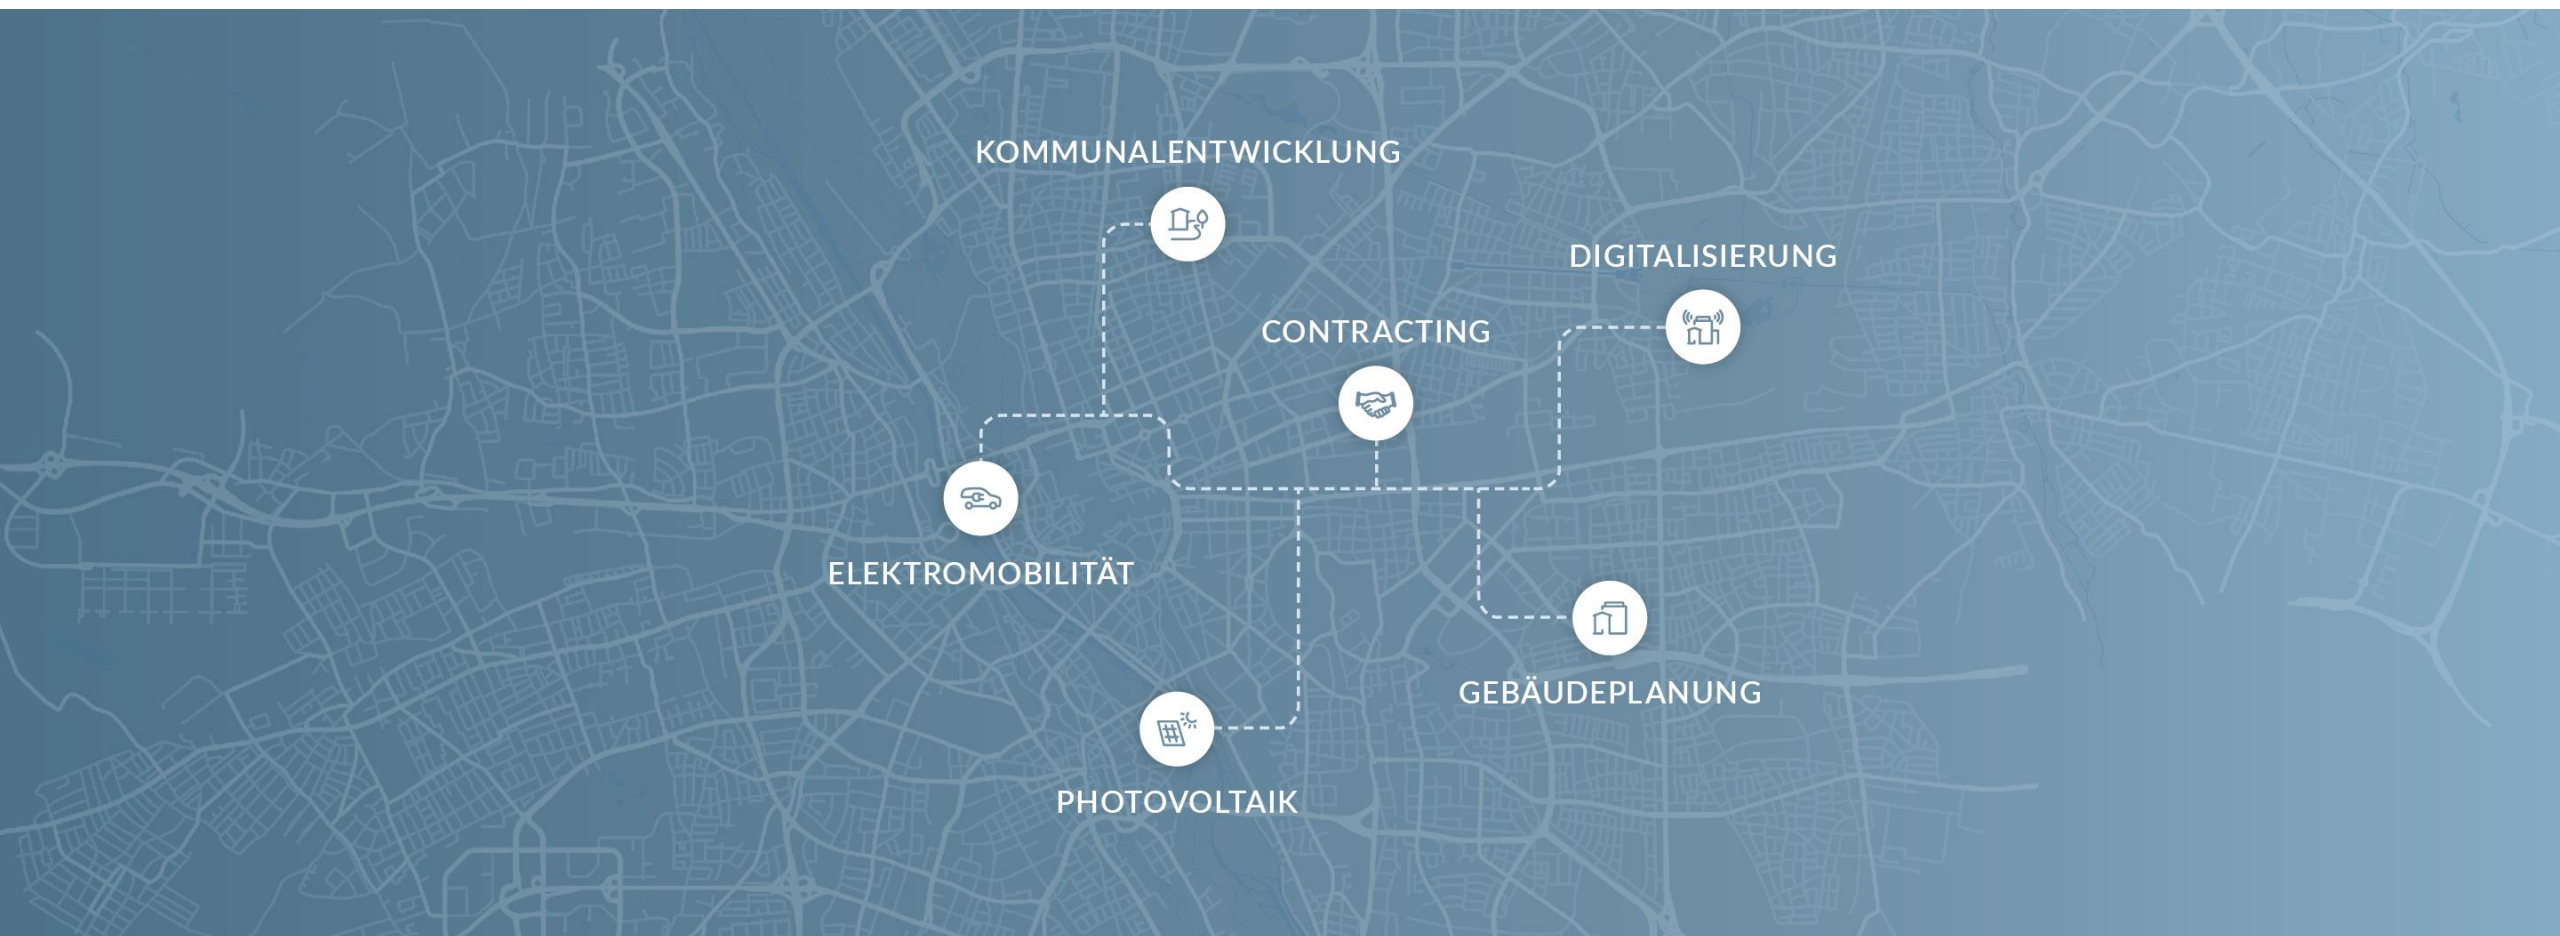 KOMMUNALENTWICKLUNG
DIGITALISIERUNG
CONTRACTING
ELEKTROMOBILITÄT
GEBÄUDEPLANUNG
PHOTOVOLTAIK